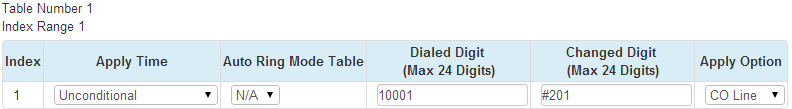 Table Number 1
Index Range 1
Index Apply Time Auto Ring Mode Table Dialed Digit (Max 24 Digits) Changed Digit (Max 24 Digits) Apply Option
1 Unconditional N/A 10001 #201 CO Line